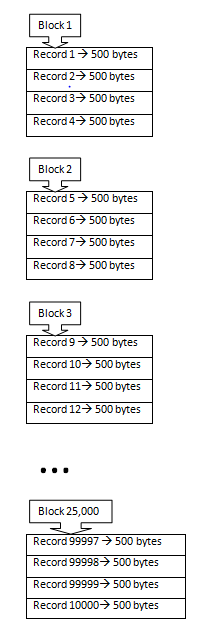 Block 1
Record 1 → 500 bytes
Record 2 → 500 bytes
Record 3 → 500 bytes
Record 4 → 500 bytes
Block 2
Record 5 → 500 bytes
Record 6 → 500 bytes
Record 7 → 500 bytes
Record 8 → 500 bytes
Block 3
Record 9 → 500 bytes
Record 10 → 500 bytes
Record 11 → 500 bytes
Record 12 → 500 bytes
...
Block 25,000
Record 99997 → 500 bytes
Record 99998 → 500 bytes
Record 99999 → 500 bytes
Record 10000 → 500 bytes